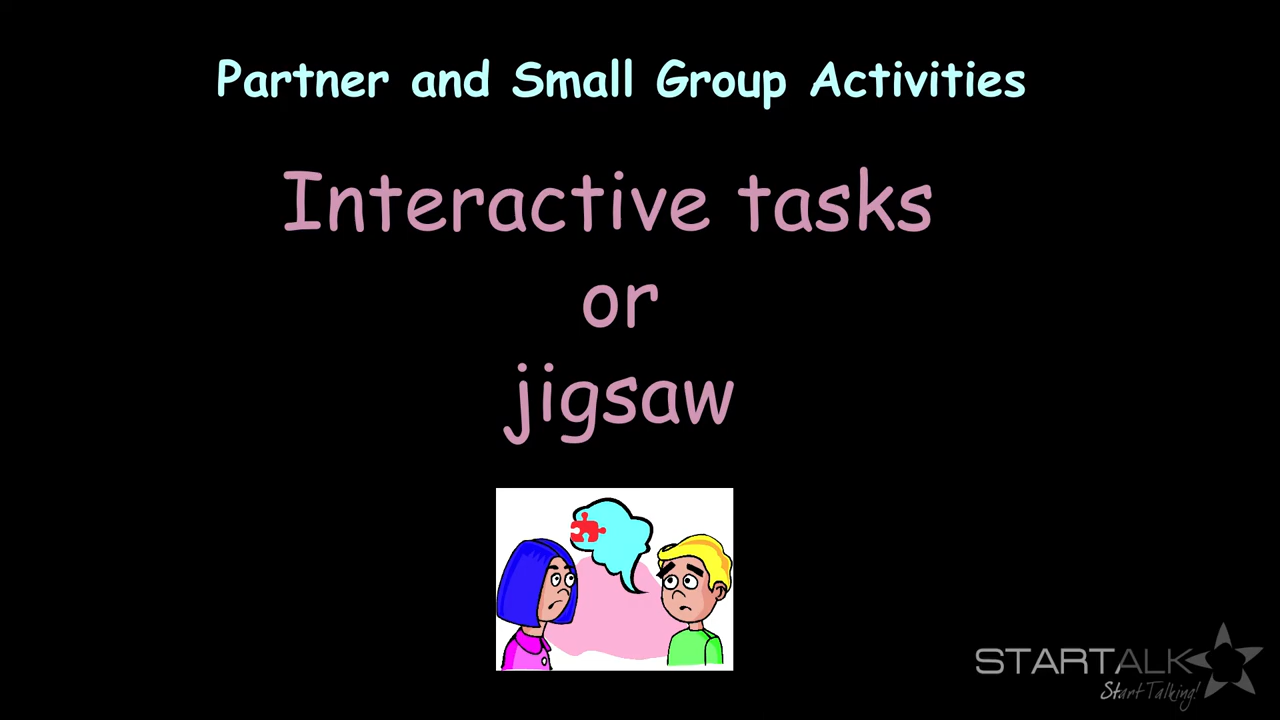 Partner and Small Group Activities
Interactive tasks
or
jigsaw
STARTALK
Start Talking!